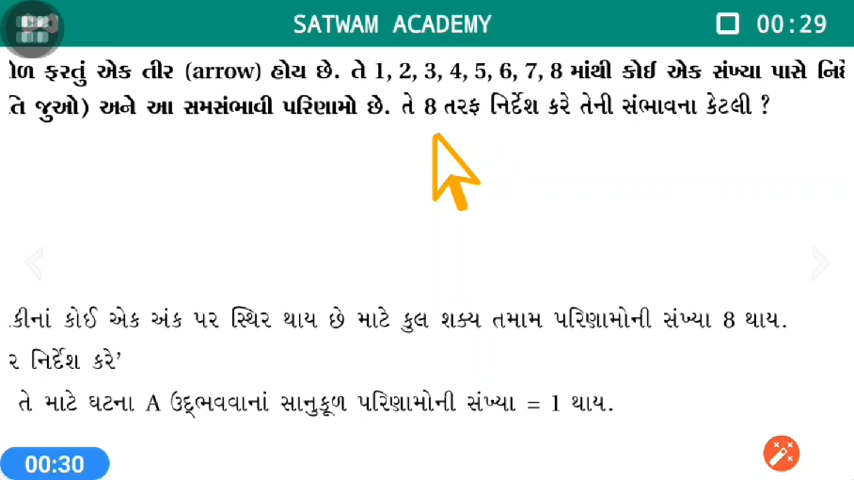 SATWAM ACADEMY
00:29
ગોળ ફરતું એક તીર (arrow) હોય છે. તે 1, 2, 3, 4, 5, 6, 7, 8 માંથી કોઈ એક સંખ્યા પાસે
જુઓ) અને આ સમસંભાવી પરિણામો છે. તે 8 તરફ નિર્દેશ કરે તેની સંભાવના કેટલી ?
કોઈ એક અંક પર સ્થિર થાય છે માટે કુલ શક્ય તમામ પરિણામોની સંખ્યા 8 થાય.
નિર્દેશ કરે’
તે માટે ઘટના A ઉદ્ભવવાનાં સાનુકૂળ પરિણામોની સંખ્યા = 1 થાય.
00:30